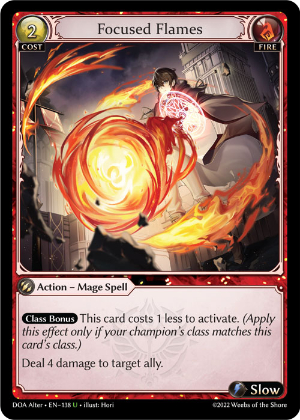 2
COST
Focused Flames
FIRE
Action – Mage Spell
Class Bonus This card costs 1 less to activate. (Apply
this effect only if your champion's class matches this
card's class.)
Deal 4 damage to target ally.
Slow
DOA Alter • EN-138 U • illust: Hori
©2022 Weebs of the Shore